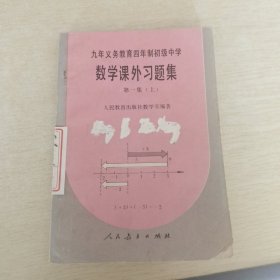 九年义务教育四年制初级中学
数学课外习题集
第一集（上）
人民教育出版社数学室编著
人民教育出版社